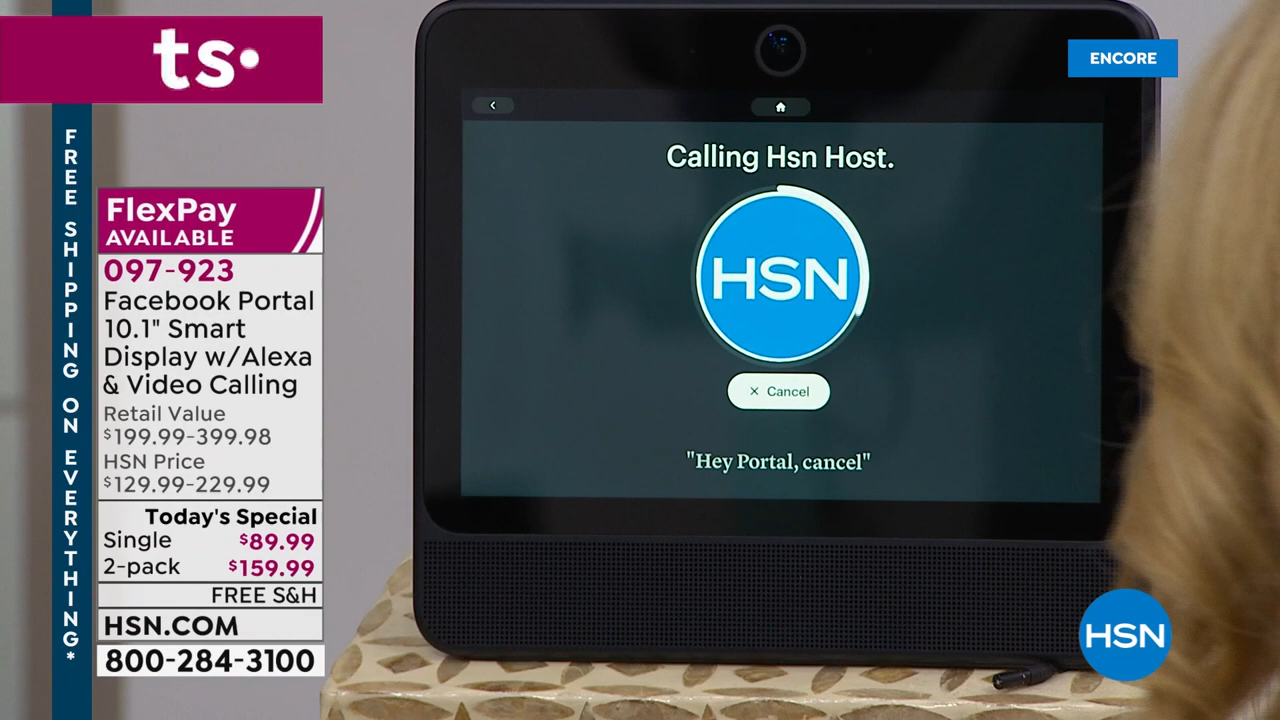 ts.
ENCORE
FREE SHIPPING ON EVERYTHING*
FlexPay
AVAILABLE
097-923
Facebook Portal
10.1" Smart
Display w/Alexa
& Video Calling
Retail Value
$199.99-399.98
HSN Price
$129.99-229.99
Today's Special
Single $89.99
2-pack $159.99
FREE S&H
HSN.COM
800-284-3100
Calling Hsn Host.
HSN
× Cancel
"Hey Portal, cancel"
HSN